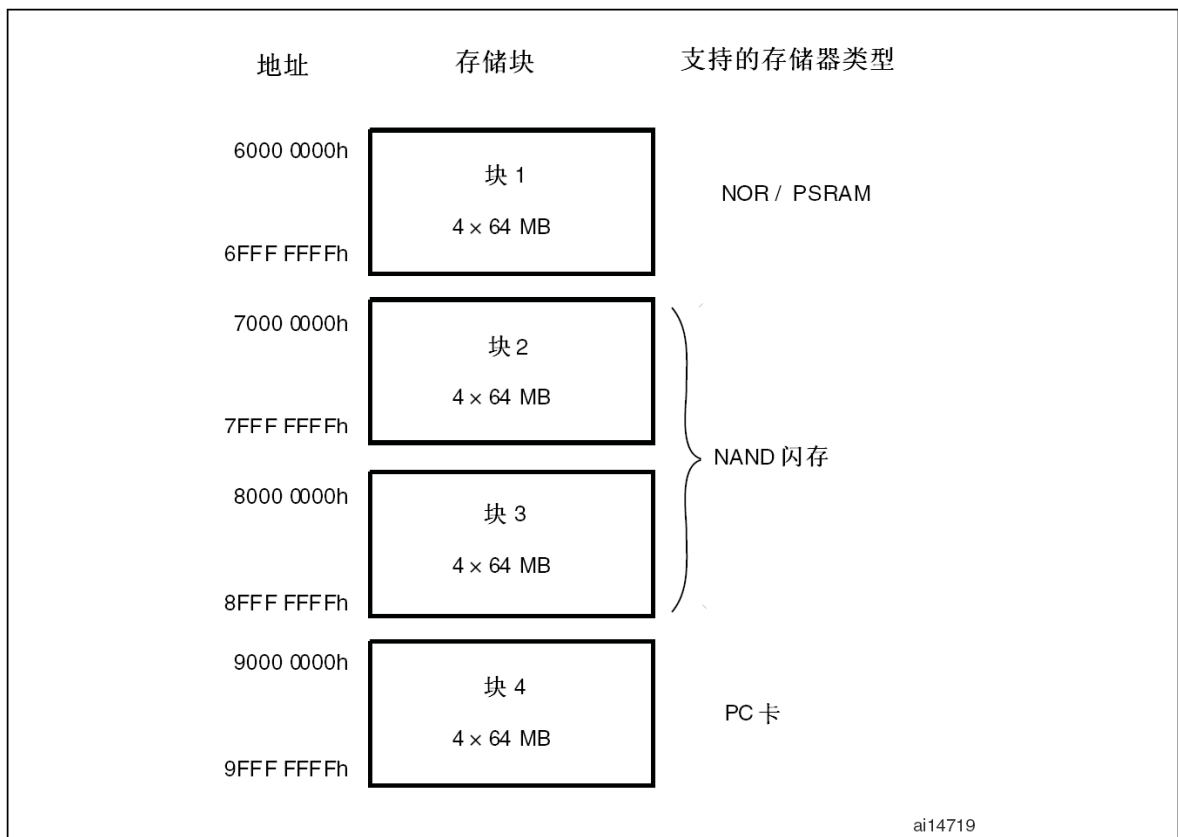 地址 存储块 支持的存储器类型
6000 0000h
块 1
NOR / PSRAM
4 × 64 MB
6FFF FFFFh
7000 0000h
块 2
4 × 64 MB
7FFF FFFFh
NAND 闪存
8000 0000h
块 3
4 × 64 MB
8FFF FFFFh
9000 0000h
块 4
PC 卡
4 × 64 MB
9FFF FFFFh
ai14719